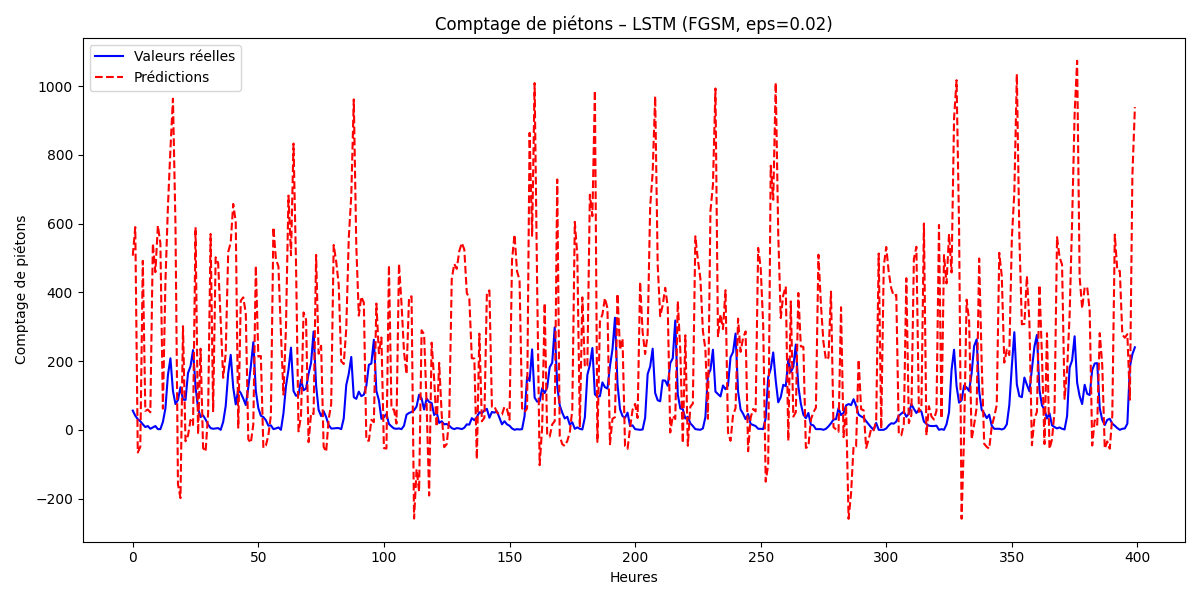 Comptage de piétons – LSTM (FGSM, eps=0.02)
Valeurs réelles
Prédictions
Comptage de piétons
1000
800
600
400
200
0
−200
0 50 100 150 200 250 300 350 400
Heures